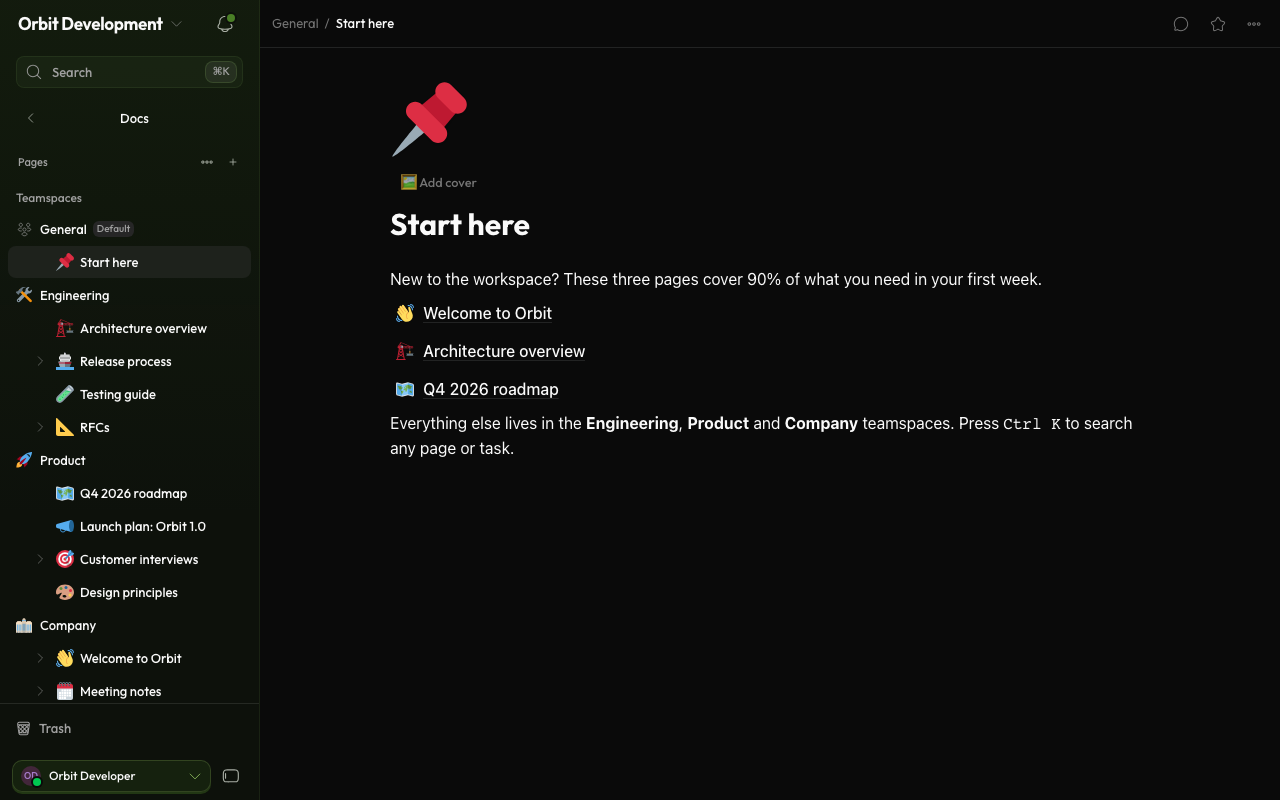 Orbit Development
Search
⌘K
Docs
Pages
Teamspaces
General Default
Start here
Engineering
Architecture overview
Release process
Testing guide
RFCs
Product
Q4 2026 roadmap
Launch plan: Orbit 1.0
Customer interviews
Design principles
Company
Welcome to Orbit
Meeting notes
Trash
OD Orbit Developer
General / Start here
Add cover
Start here
New to the workspace? These three pages cover 90% of what you need in your first week.
Welcome to Orbit
Architecture overview
Q4 2026 roadmap
Everything else lives in the Engineering, Product and Company teamspaces. Press Ctrl K to search
any page or task.